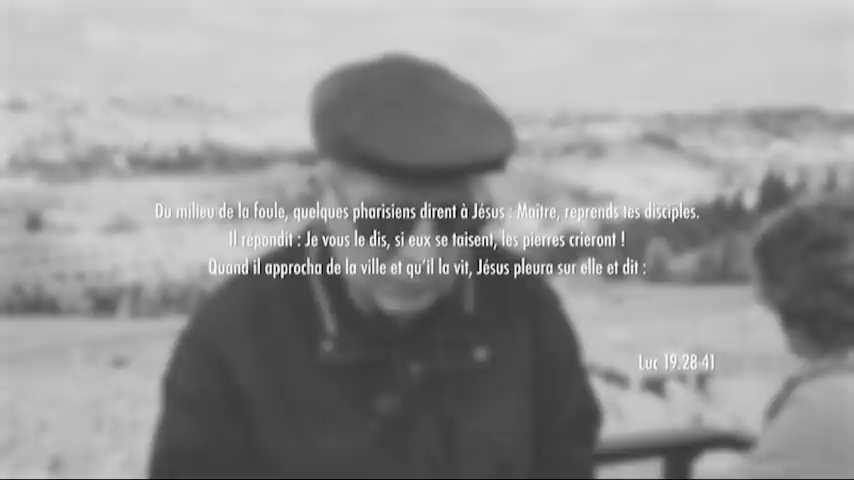 Du milieu de la foule, quelques pharisiens dirent à Jésus : Maître, reprends tes disciples.
Il répondit : Je vous le dis, si eux se taisent, les pierres crieront !
Quand il approcha de la ville et qu'il la vit, Jésus pleura sur elle et dit :
Luc 19.28-41